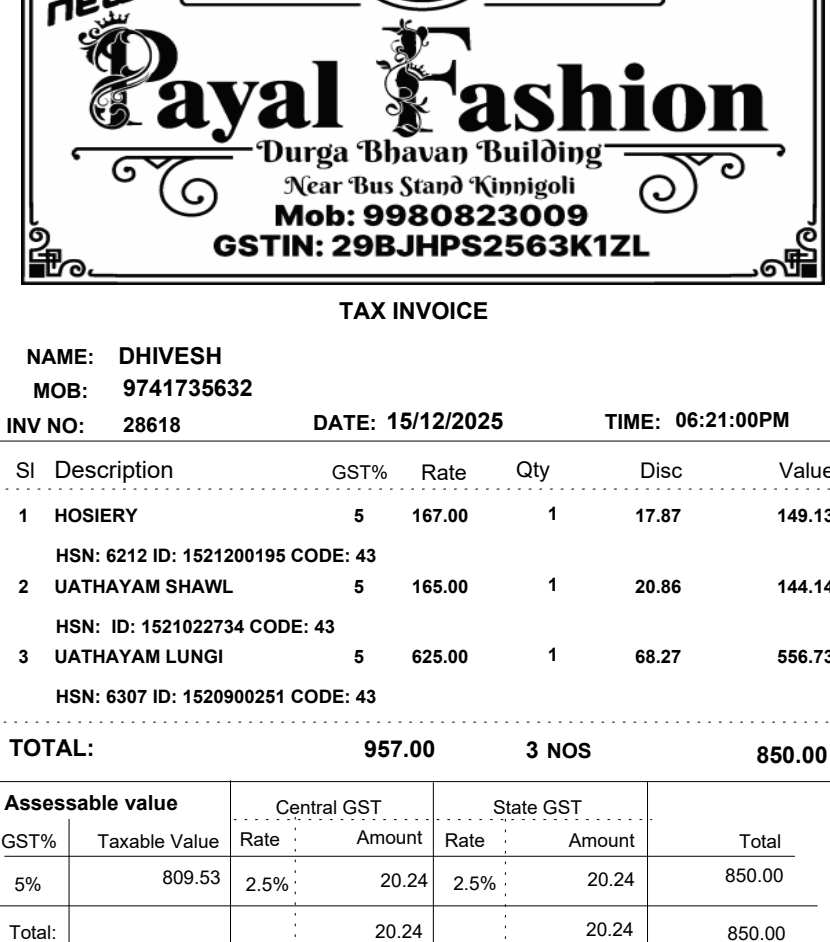 new
Payal Fashion
Durga Bhavan Building
Near Bus Stand Kinnigoli
Mob: 9980823009
GSTIN: 29BJHPS2563K1ZL
TAX INVOICE
NAME: DHIVESH
MOB: 9741735632
INV NO: 28618 DATE: 15/12/2025 TIME: 06:21:00PM
Sl Description GST% Rate Qty Disc Value
1 HOSIERY 5 167.00 1 17.87 149.13
HSN: 6212 ID: 1521200195 CODE: 43
2 UATHAYAM SHAWL 5 165.00 1 20.86 144.14
HSN: ID: 1521022734 CODE: 43
3 UATHAYAM LUNGI 5 625.00 1 68.27 556.73
HSN: 6307 ID: 1520900251 CODE: 43
TOTAL: 957.00 3 NOS 850.00
Assessable value Central GST State GST
GST% Taxable Value Rate Amount Rate Amount Total
5% 809.53 2.5% 20.24 2.5% 20.24 850.00
Total: 20.24 20.24 850.00